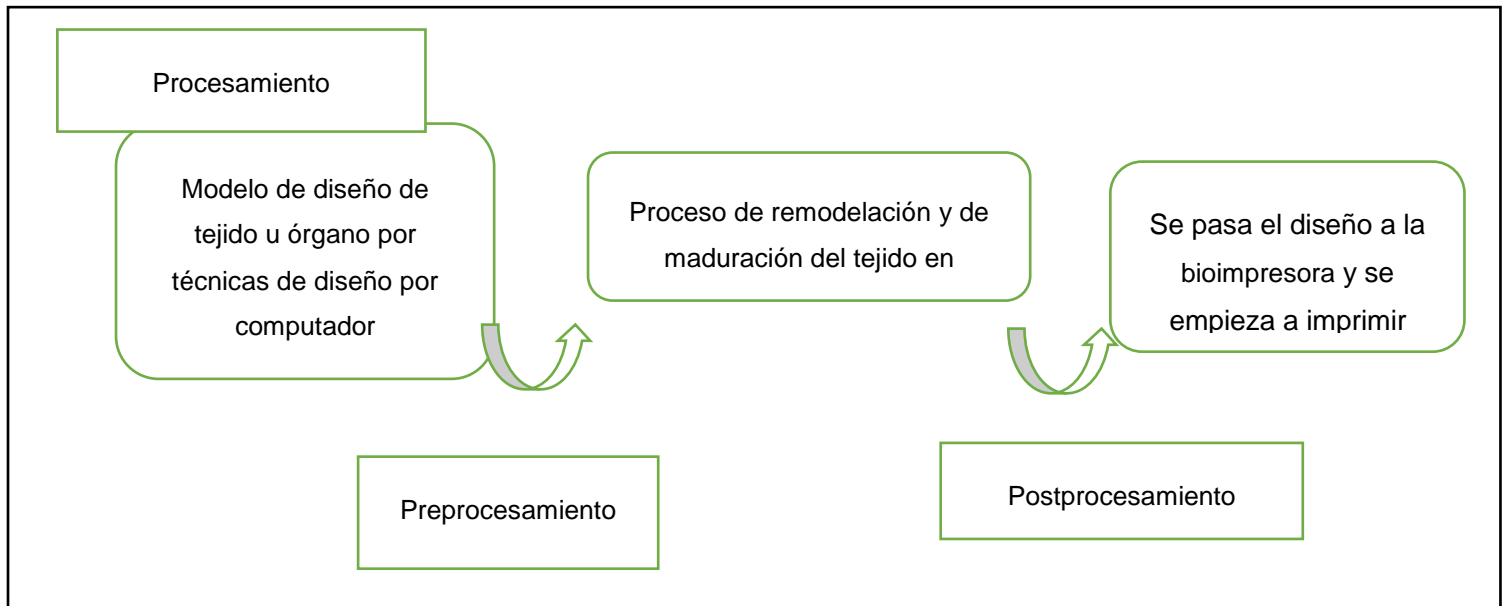 Procesamiento
Modelo de diseño de
tejido u órgano por
técnicas de diseño por
computador
Proceso de remodelación y de
maduración del tejido en
Se pasa el diseño a la
bioimpresora y se
empieza a imprimir
Preprocesamiento
Postprocesamiento